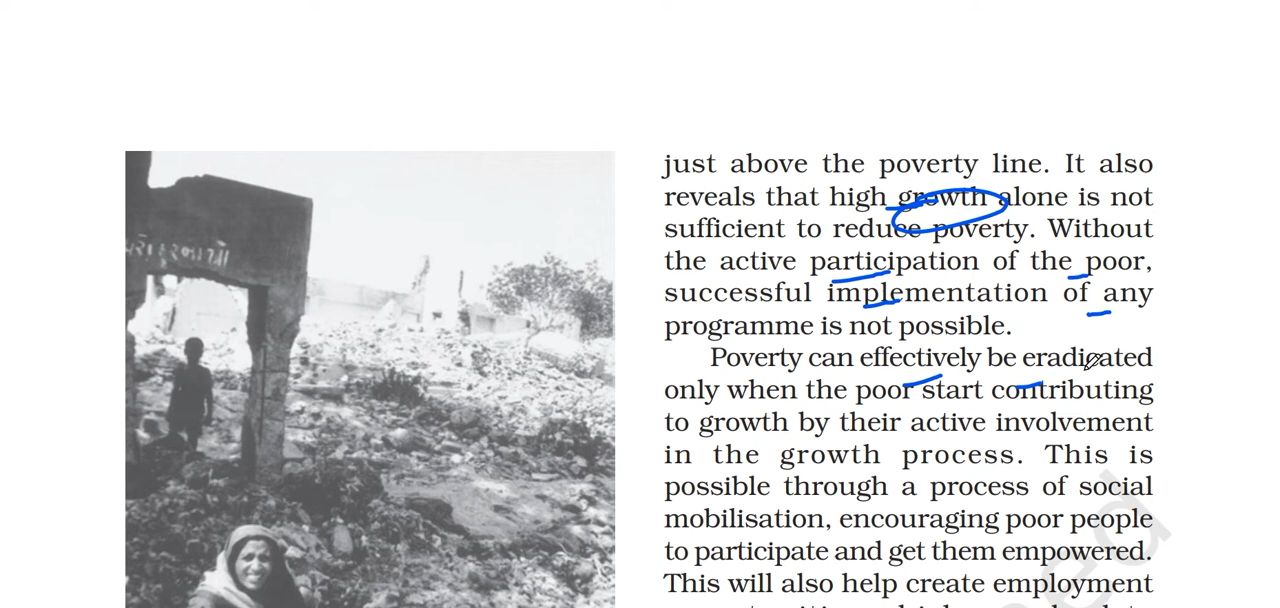 just above the poverty line. It also
reveals that high growth alone is not
sufficient to reduce poverty. Without
the active participation of the poor,
successful implementation of any
programme is not possible.
Poverty can effectively be eradicated
only when the poor start contributing
to growth by their active involvement
in the growth process. This is
possible through a process of social
mobilisation, encouraging poor people
to participate and get them empowered.
This will also help create employment